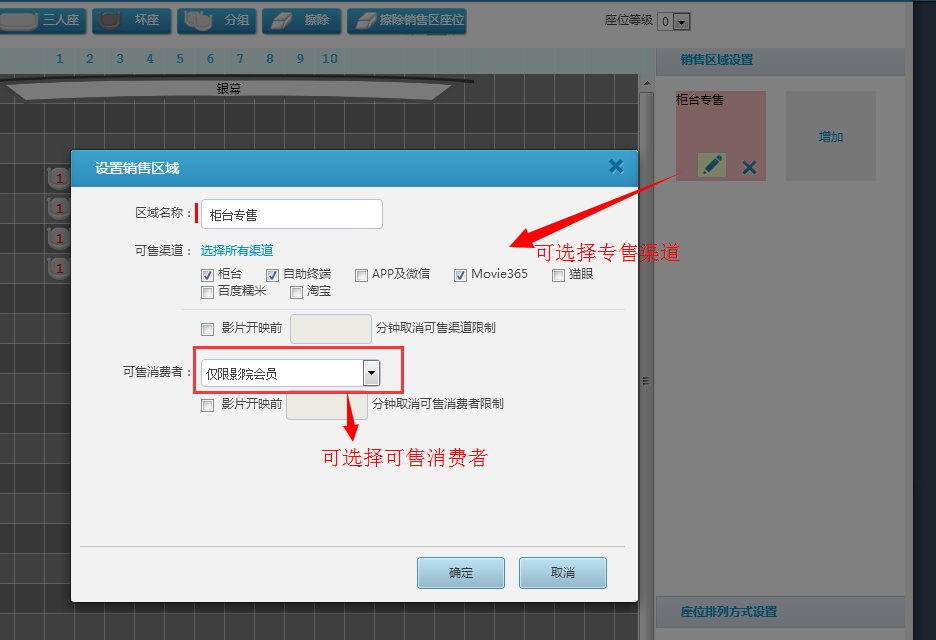 三人座 坏座 分组 擦除 擦除销售区座位 座位等级 0
1 2 3 4 5 6 7 8 9 10
销售区域设置
银幕
柜台专售
增加
设置销售区域
1
1
1
1
区域名称： 柜台专售
可选择专售渠道
可售渠道： 选择所有渠道
柜台 自助终端 APP及微信 Movie365 猫眼
百度糯米 淘宝
影片开映前 分钟取消可售渠道限制
可售消费者： 仅限影院会员
影片开映前 分钟取消可售消费者限制
可选择可售消费者
确定 取消
座位排列方式设置